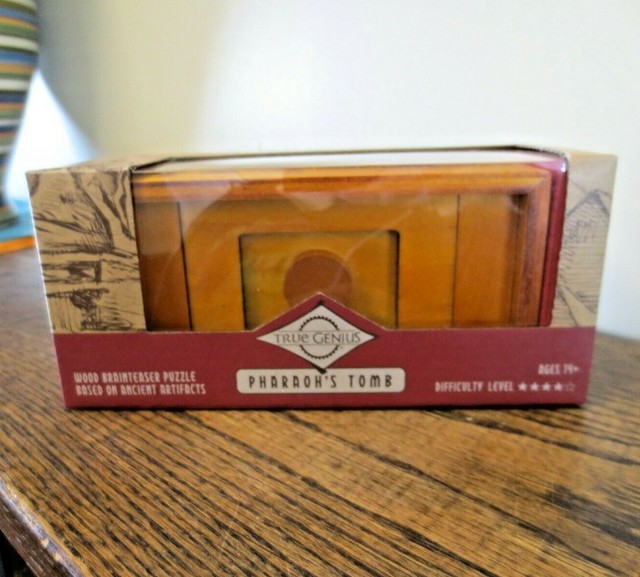 TRUE GENIUS
PHARAOH'S TOMB
WOOD BRAINTEASER PUZZLE
BASED ON ANCIENT ARTIFACTS
AGES 14+
DIFFICULTY LEVEL ★★★★☆